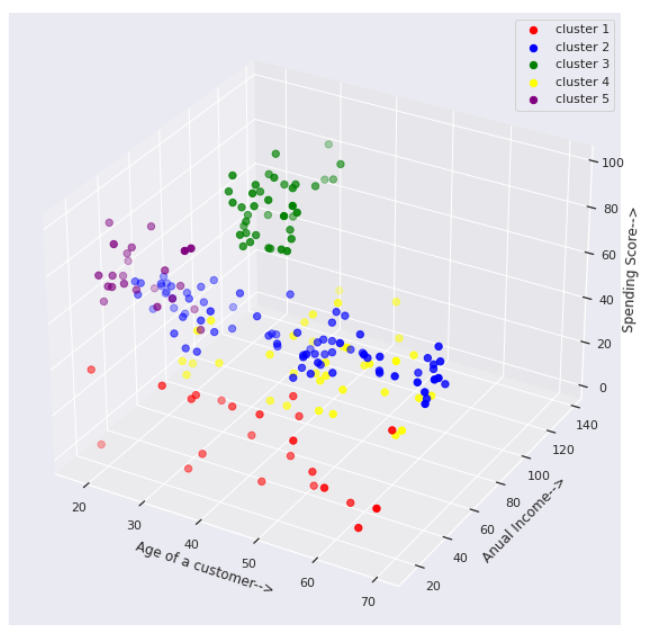 cluster 1
cluster 2
cluster 3
cluster 4
cluster 5
100
80
60
40
20
0
Spending Score-->
140
120
100
80
60
40
20
Anual Income-->
20
30
40
50
60
70
Age of a customer-->